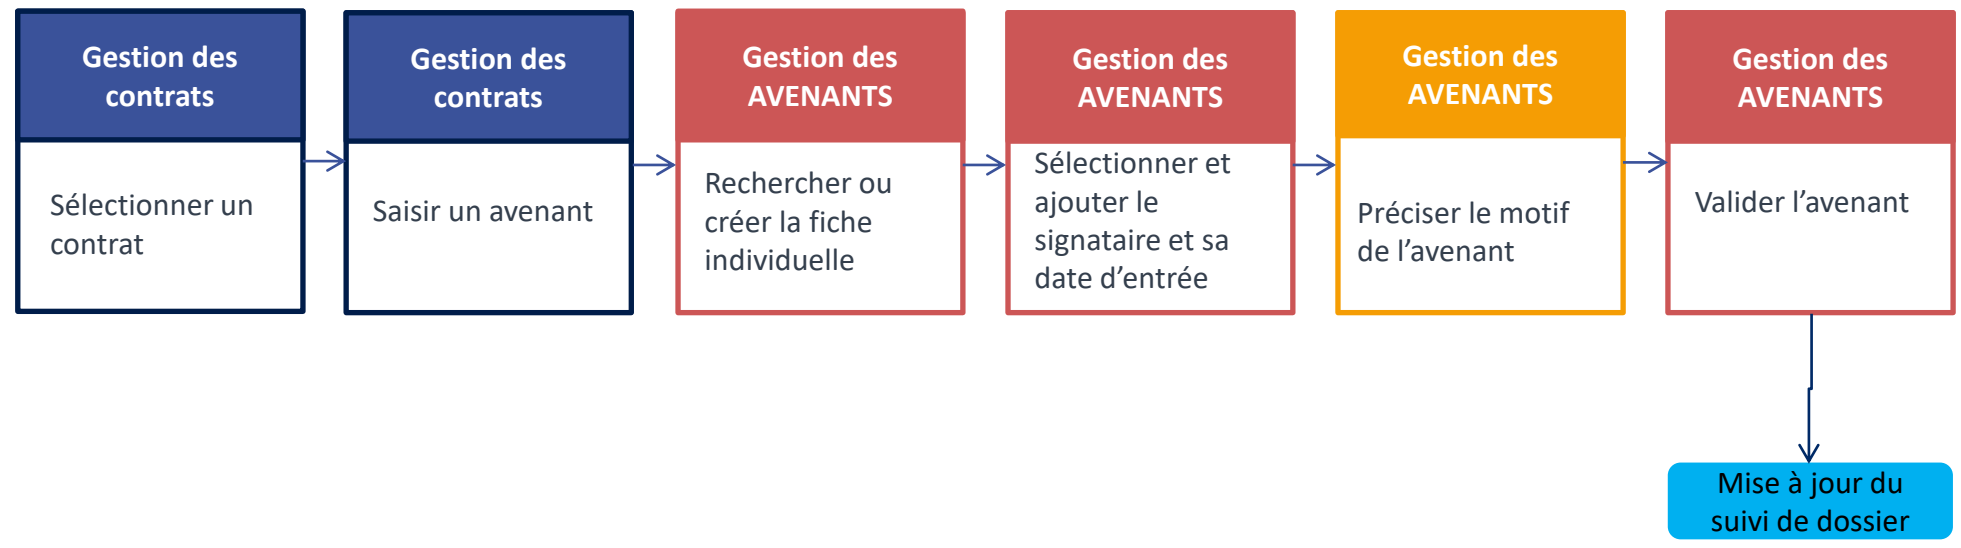 Gestion des
contrats
Sélectionner un
contrat
Gestion des
contrats
Saisir un avenant
Gestion des
AVENANTS
Rechercher ou
créer la fiche
individuelle
Gestion des
AVENANTS
Sélectionner et
ajouter le
signataire et sa
date d’entrée
Gestion des
AVENANTS
Préciser le motif
de l’avenant
Gestion des
AVENANTS
Valider l’avenant
Mise à jour du
suivi de dossier